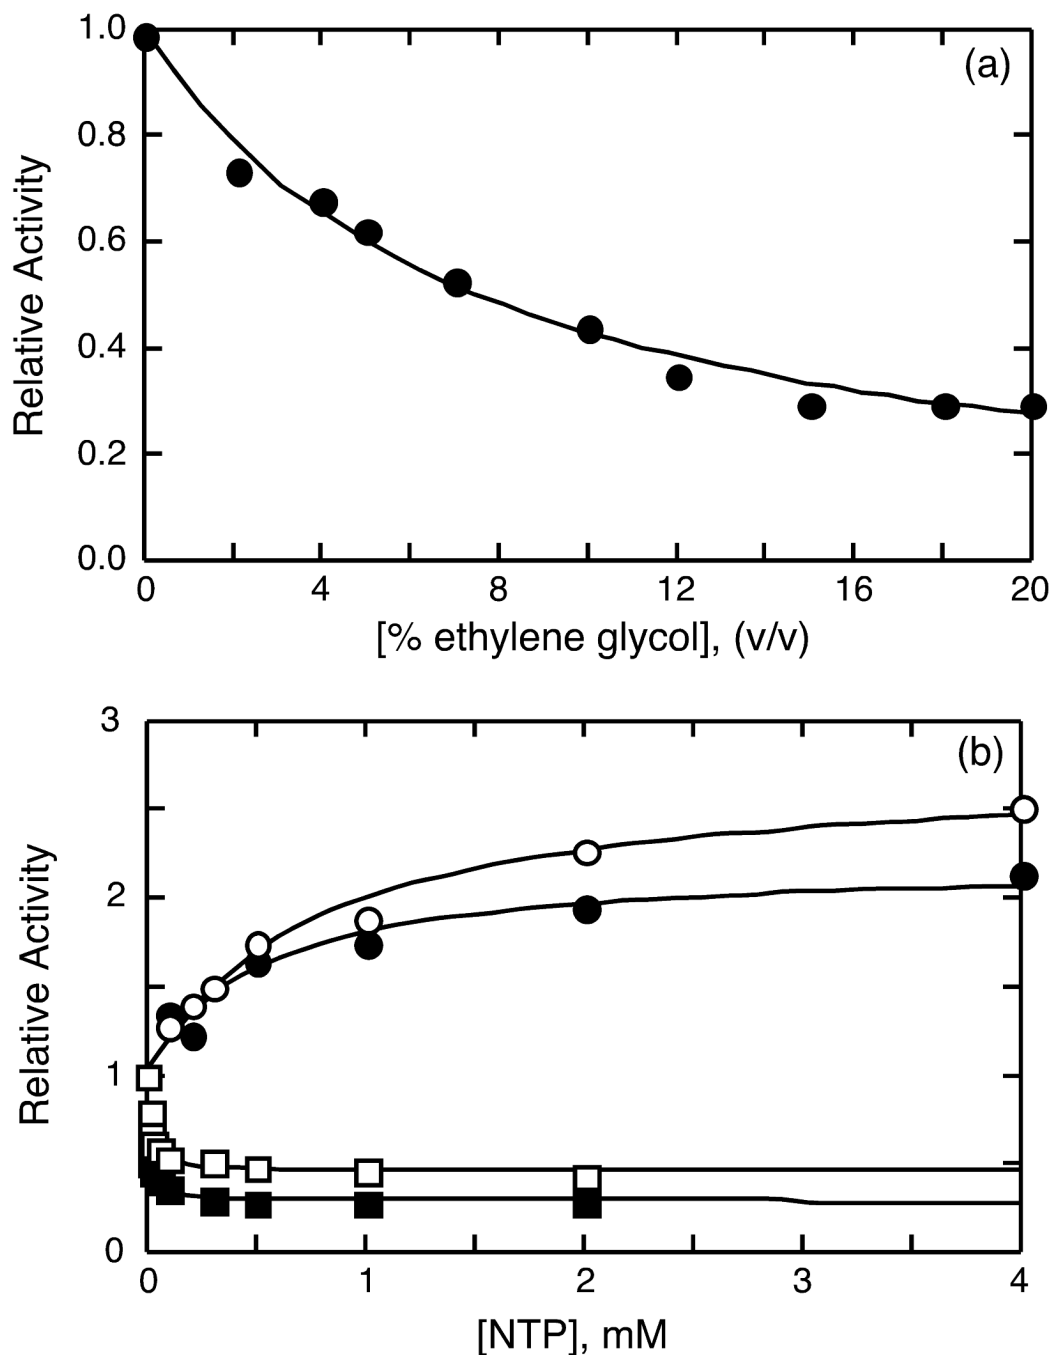 1.0
(a)
0.8
0.6
0.4
0.2
0.0
Relative Activity
0 4 8 12 16 20
[% ethylene glycol], (v/v)
3
(b)
2
1
0
Relative Activity
0 1 2 3 4
[NTP], mM